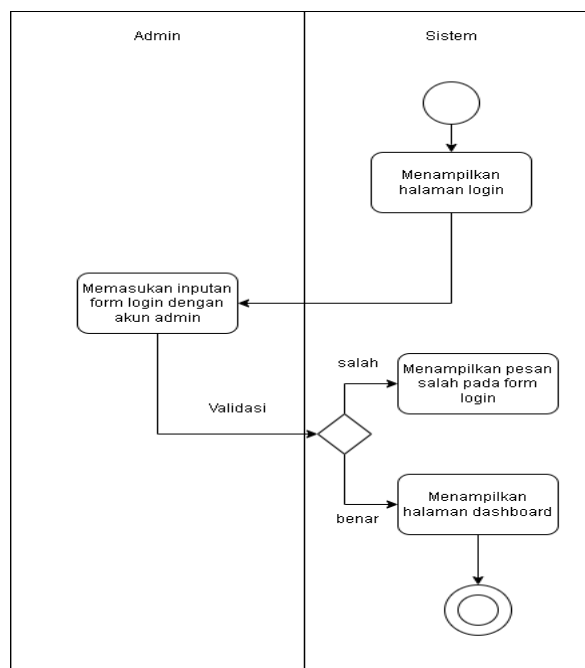 Admin
Sistem
Menampilkan
halaman login
Memasukan inputan
form login dengan
akun admin
Validasi
salah
Menampilkan pesan
salah pada form
login
benar
Menampilkan
halaman dashboard